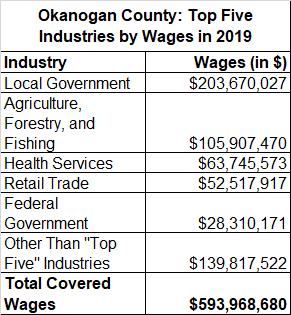 Okanogan County: Top Five
Industries by Wages in 2019
Industry Wages (in $)
Local Government $203,670,027
Agriculture,
Forestry, and
Fishing $105,907,470
Health Services $63,745,573
Retail Trade $52,517,917
Federal
Government $28,310,171
Other Than "Top
Five" Industries $139,817,522
Total Covered
Wages $593,968,680